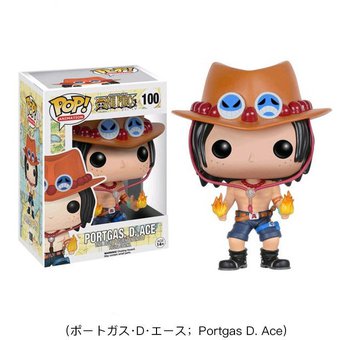 POP!
ANIMATION
ONE PIECE
100
PORTGAS. D. ACE
(ポートガス·D·エース; Portgas D. Ace)